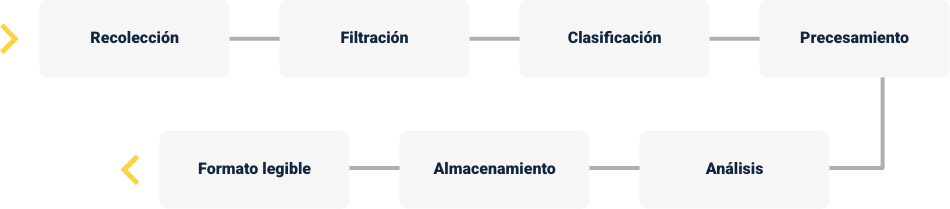 Recolección
Filtración
Clasificación
Precesamiento
Análisis
Almacenamiento
Formato legible